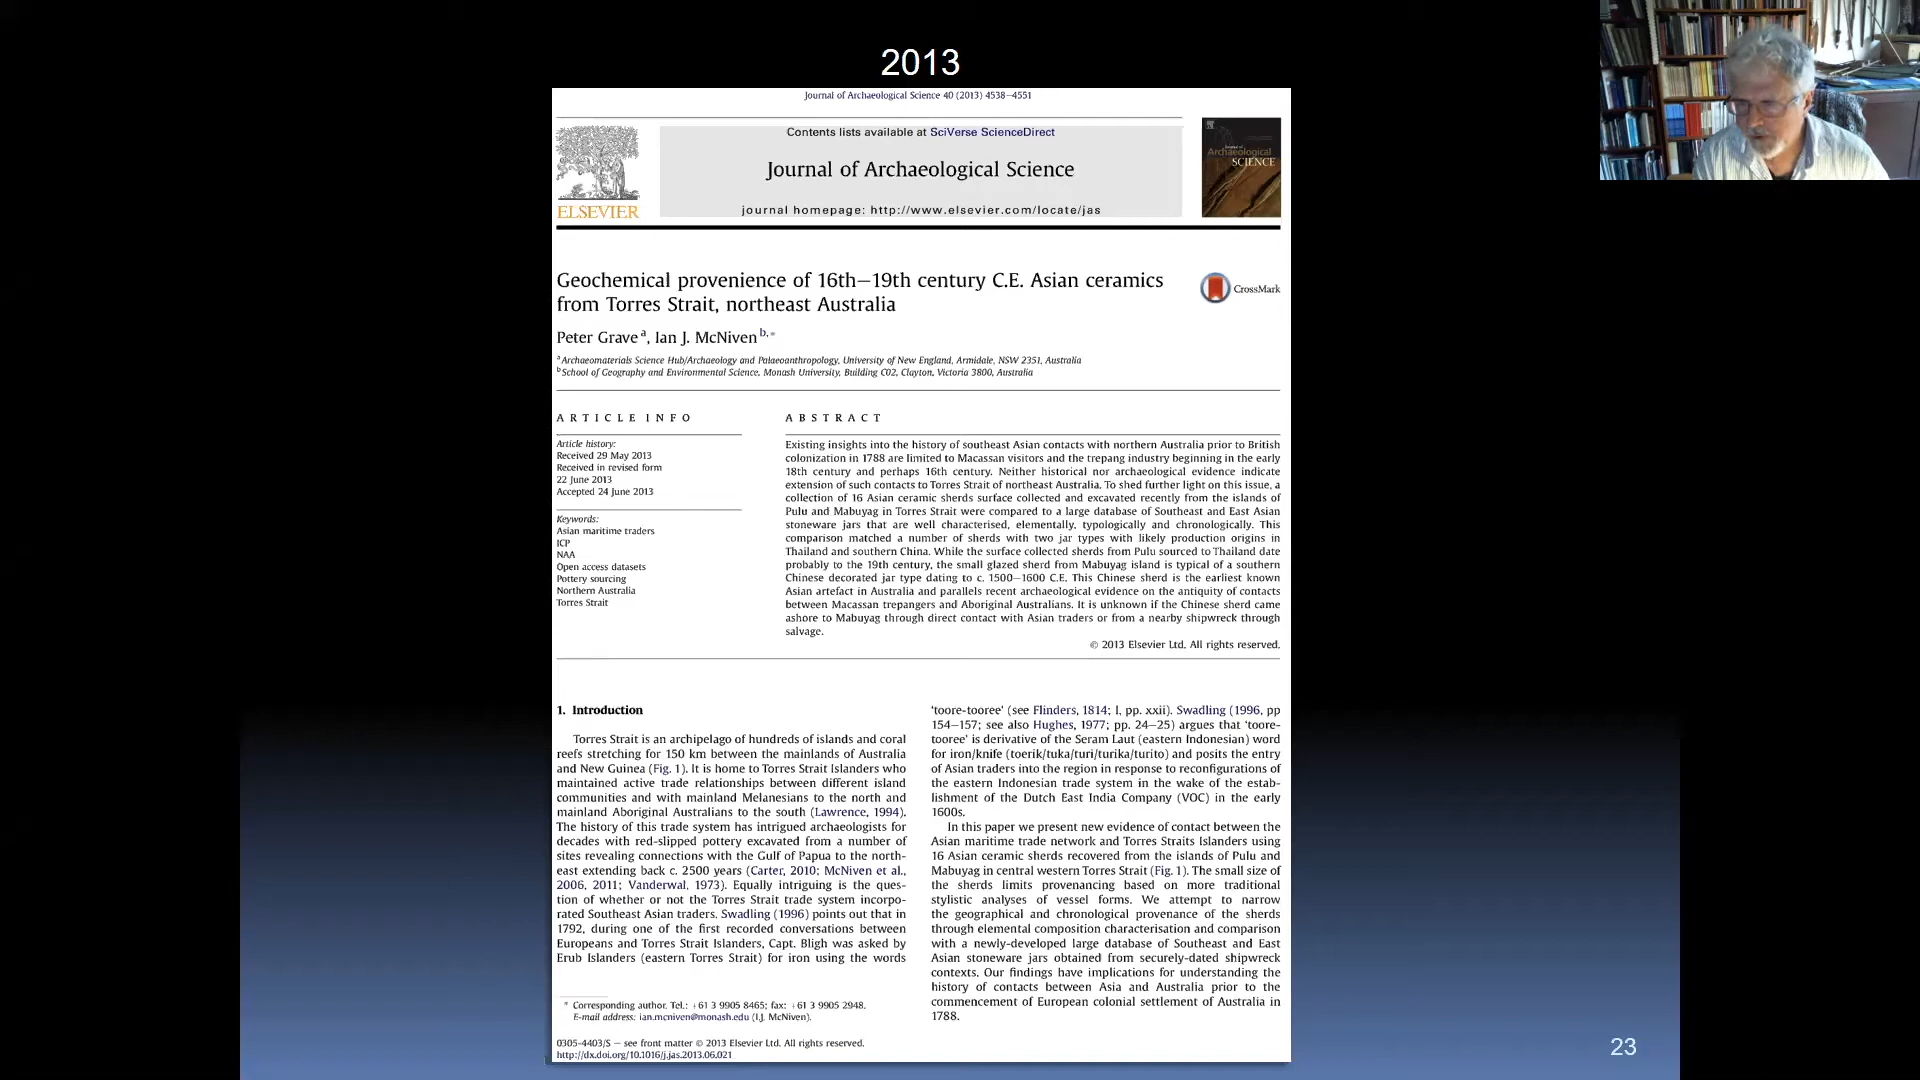 2013
Journal of Archaeological Science 40 (2013) 4538–4551
Contents lists available at SciVerse ScienceDirect
Journal of Archaeological Science
journal homepage: http://www.elsevier.com/locate/jas
ELSEVIER
Archaeological
SCIENCE
Geochemical provenience of 16th–19th century C.E. Asian ceramics
from Torres Strait, northeast Australia
CrossMark
Peter Grave a, Ian J. McNiven b,*
a Archaeomaterials Science Hub/Archaeology and Palaeoanthropology, University of New England, Armidale, NSW 2351, Australia
b School of Geography and Environmental Science, Monash University, Building C02, Clayton, Victoria 3800, Australia
ARTICLE INFO
Article history:
Received 29 May 2013
Received in revised form
22 June 2013
Accepted 24 June 2013
Keywords:
Asian maritime traders
ICP
NAA
Open access datasets
Pottery sourcing
Northern Australia
Torres Strait
ABSTRACT
Existing insights into the history of southeast Asian contacts with northern Australia prior to British
colonization in 1788 are limited to Macassan visitors and the trepang industry beginning in the early
18th century and perhaps 16th century. Neither historical nor archaeological evidence indicate
extension of such contacts to Torres Strait of northeast Australia. To shed further light on this issue, a
collection of 16 Asian ceramic sherds surface collected and excavated recently from the islands of
Pulu and Mabuyag in Torres Strait were compared to a large database of Southeast and East Asian
stoneware jars that are well characterised, elementally, typologically and chronologically. This
comparison matched a number of sherds with two jar types with likely production origins in
Thailand and southern China. While the surface collected sherds from Pulu sourced to Thailand date
probably to the 19th century, the small glazed sherd from Mabuyag island is typical of a southern
Chinese decorated jar type dating to c. 1500–1600 C.E. This Chinese sherd is the earliest known
Asian artefact in Australia and parallels recent archaeological evidence on the antiquity of contacts
between Macassan trepangers and Aboriginal Australians. It is unknown if the Chinese sherd came
ashore to Mabuyag through direct contact with Asian traders or from a nearby shipwreck through
salvage.
© 2013 Elsevier Ltd. All rights reserved.
1. Introduction
Torres Strait is an archipelago of hundreds of islands and coral
reefs stretching for 150 km between the mainlands of Australia
and New Guinea (Fig. 1). It is home to Torres Strait Islanders who
maintained active trade relationships between different island
communities and with mainland Melanesians to the north and
mainland Aboriginal Australians to the south (Lawrence, 1994).
The history of this trade system has intrigued archaeologists for
decades with red-slipped pottery excavated from a number of
sites revealing connections with the Gulf of Papua to the north-
east extending back c. 2500 years (Carter, 2010; McNiven et al.,
2006, 2011; Vanderwal, 1973). Equally intriguing is the ques-
tion of whether or not the Torres Strait trade system incorpo-
rated Southeast Asian traders. Swadling (1996) points out that in
1792, during one of the first recorded conversations between
Europeans and Torres Strait Islanders, Capt. Bligh was asked by
Erub Islanders (eastern Torres Strait) for iron using the words
* Corresponding author. Tel.: +61 3 9905 8465; fax: +61 3 9905 2948.
E-mail address: ian.mcniven@monash.edu (I.J. McNiven).
0305-4403/$ – see front matter © 2013 Elsevier Ltd. All rights reserved.
http://dx.doi.org/10.1016/j.jas.2013.06.021
'toore-tooree' (see Flinders, 1814; I, pp. xxii). Swadling (1996, pp
154–157; see also Hughes, 1977; pp. 24–25) argues that 'toore-
tooree' is derivative of the Seram Laut (eastern Indonesian) word
for iron/knife (toerik/tuka/turi/turika/turito) and posits the entry
of Asian traders into the region in response to reconfigurations of
the eastern Indonesian trade system in the wake of the estab-
lishment of the Dutch East India Company (VOC) in the early
1600s.
In this paper we present new evidence of contact between the
Asian maritime trade network and Torres Straits Islanders using
16 Asian ceramic sherds recovered from the islands of Pulu and
Mabuyag in central western Torres Strait (Fig. 1). The small size of
the sherds limits provenancing based on more traditional
stylistic analyses of vessel forms. We attempt to narrow
the geographical and chronological provenance of the sherds
through elemental composition characterisation and comparison
with a newly-developed large database of Southeast and East
Asian stoneware jars obtained from securely-dated shipwreck
contexts. Our findings have implications for understanding the
history of contacts between Asia and Australia prior to the
commencement of European colonial settlement of Australia in
1788.
23